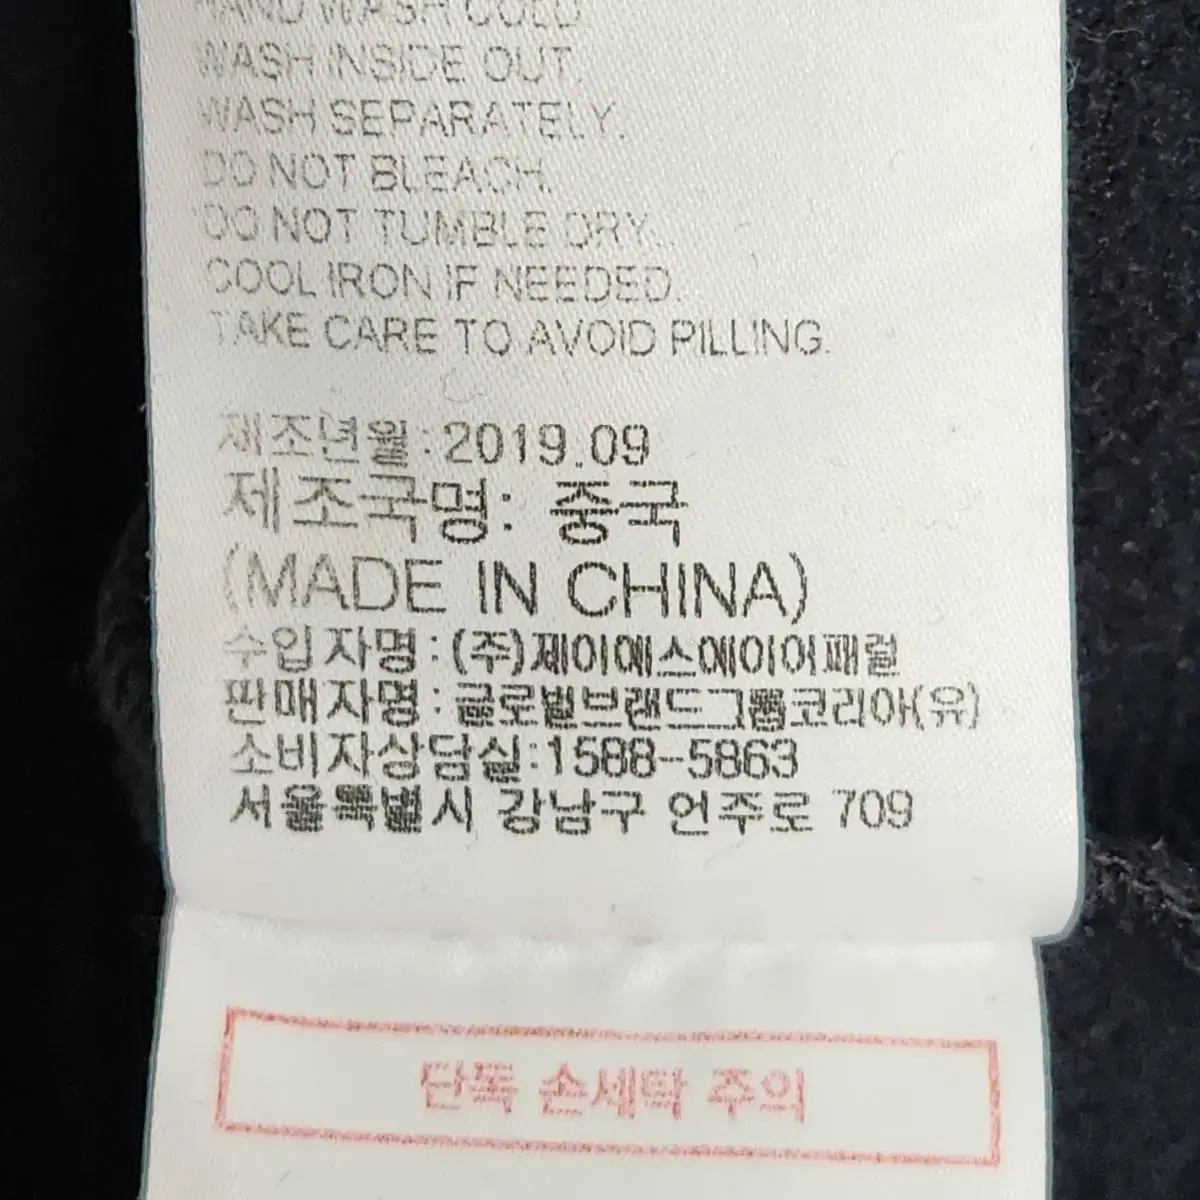 HAND WASH COLD
WASH INSIDE OUT.
WASH SEPARATELY.
DO NOT BLEACH.
DO NOT TUMBLE DRY.
COOL IRON IF NEEDED.
TAKE CARE TO AVOID PILLING.
제조년월:2019.09
제조국명: 중국
(MADE IN CHINA)
수입자명:(주)제이에스에이어패럴
판매자명:글로벌브랜드그룹코리아(유)
소비자상담실:1588-5863
서울특별시 강남구 언주로 709
단독 손세탁 주의